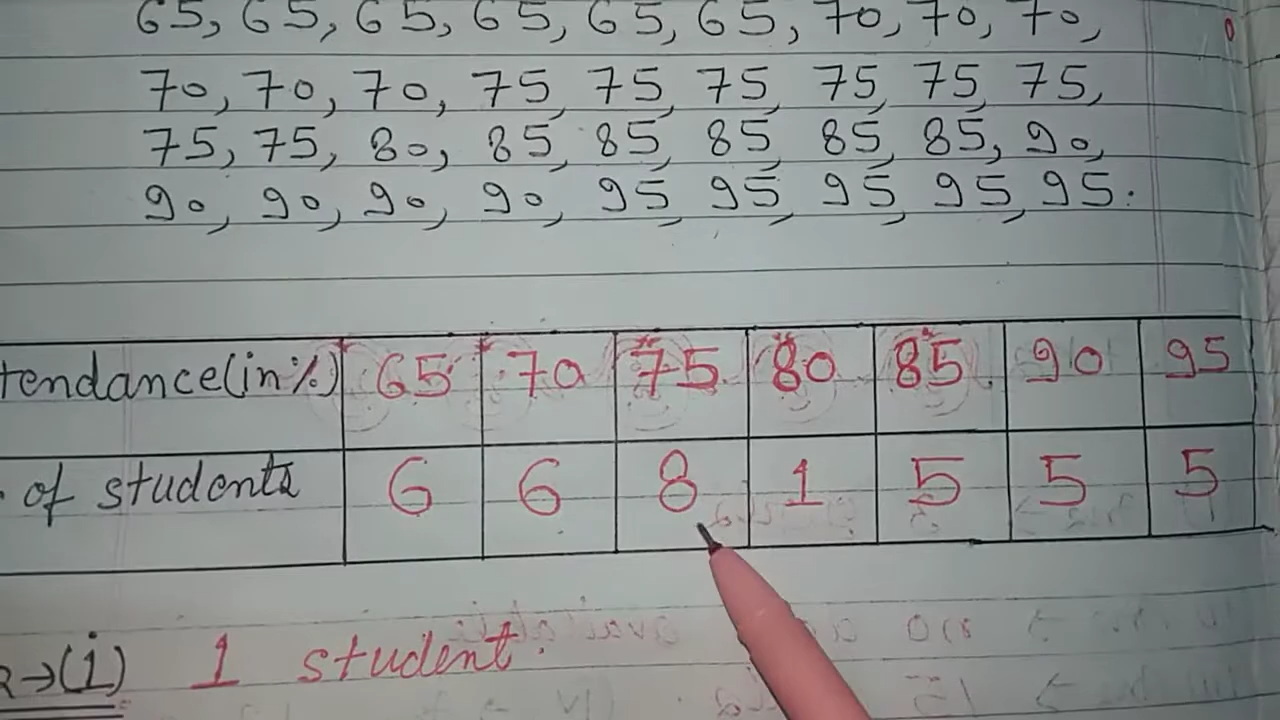 65, 65, 65, 65, 65, 65, 70, 70, 70,
70, 70, 70, 75, 75, 75, 75, 75, 75,
75, 75, 80, 85, 85, 85, 85, 85, 90,
90, 90, 90, 90, 95, 95, 95, 95, 95.
tendance(in%) 65 70 75 80 85 90 95
. of students 6 6 8 1 5 5 5
→(i) 1 student.